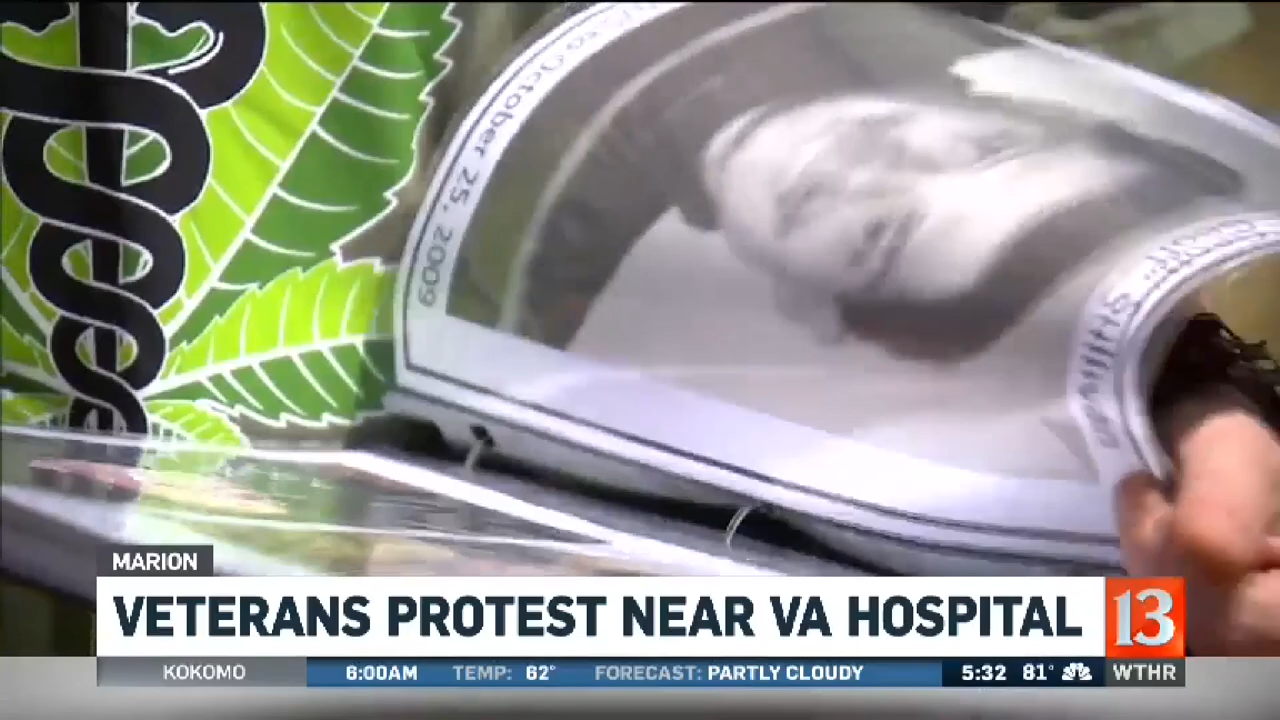 to October 25, 2009
MARION
VETERANS PROTEST NEAR VA HOSPITAL
13
KOKOMO 6:00AM TEMP: 62° FORECAST: PARTLY CLOUDY 5:32 81° WTHR